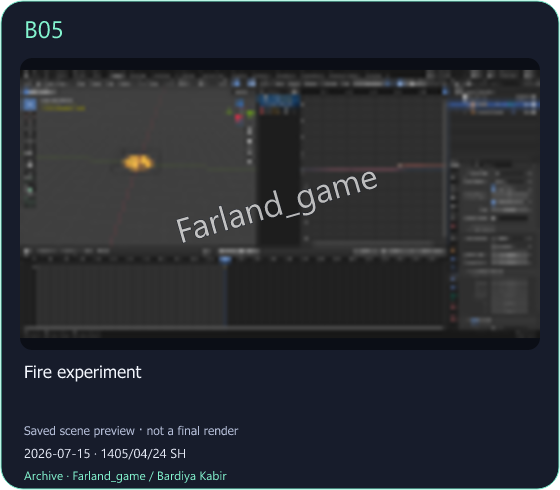 B05
Farland_game
Fire experiment
Saved scene preview · not a final render
2026-07-15 · 1405/04/24 SH
Archive · Farland_game / Bardiya Kabir